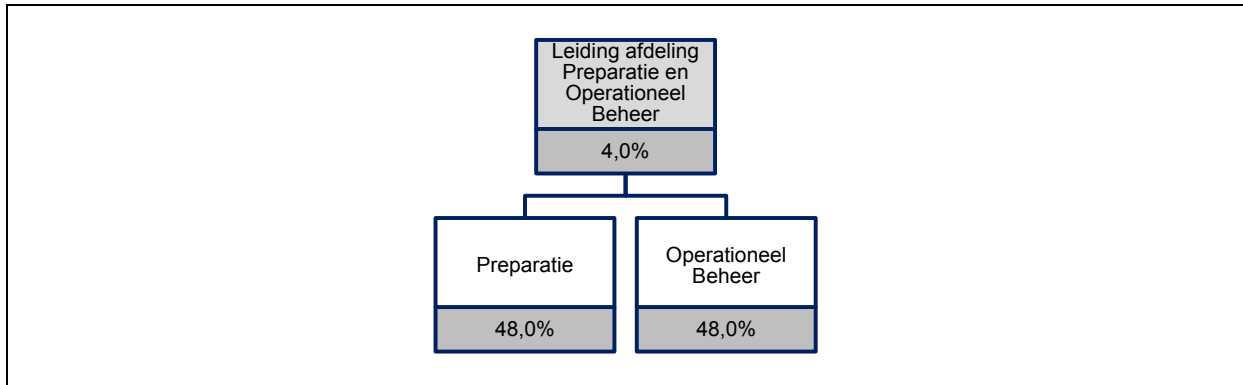 Leiding afdeling
Preparatie en
Operationeel
Beheer
4,0%
Preparatie
48,0%
Operationeel
Beheer
48,0%